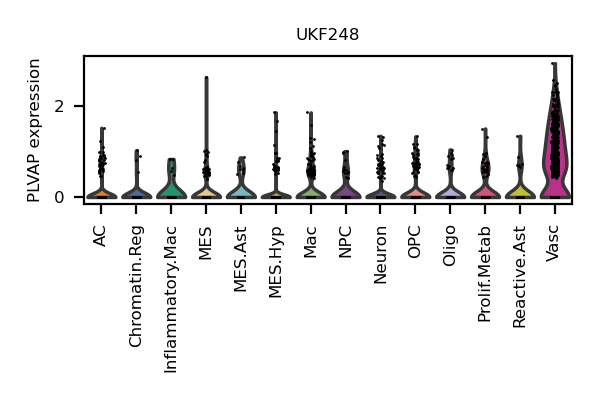 UKF248
PLVAP expression
2
0
AC
Chromatin.Reg
Inflammatory.Mac
MES
MES.Ast
MES.Hyp
Mac
NPC
Neuron
OPC
Oligo
Prolif.Metab
Reactive.Ast
Vasc